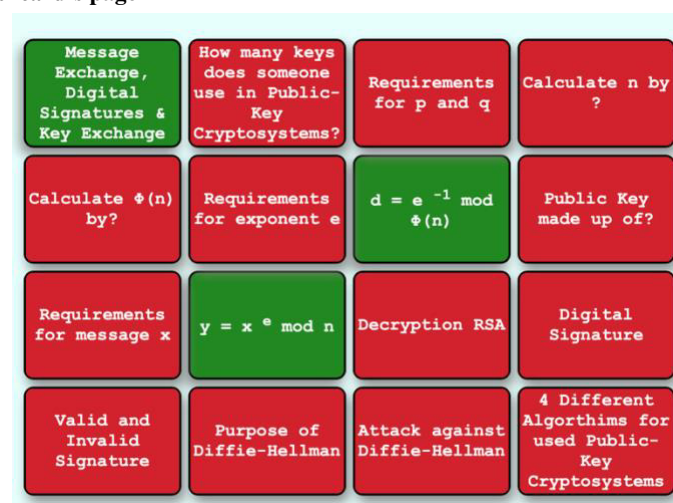 Message
Exchange,
Digital
Signatures &
Key Exchange
How many keys
does someone
use in Public-
Key
Cryptosystems?
Requirements
for p and q
Calculate n by
?
Calculate Φ(n)
by?
Requirements
for exponent e
d = e -1 mod
Φ(n)
Public Key
made up of?
Requirements
for message x
y = x e mod n
Decryption RSA
Digital
Signature
Valid and
Invalid
Signature
Purpose of
Diffie-Hellman
Attack against
Diffie-Hellman
4 Different
Algorthims for
used Public-
Key
Cryptosystems